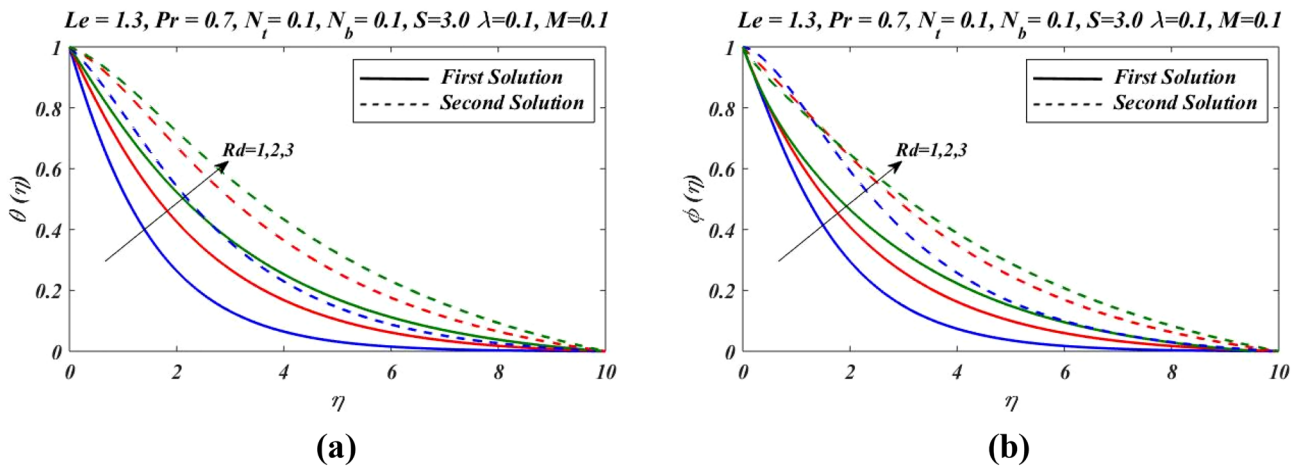 Le = 1.3, Pr = 0.7, N_t = 0.1, N_b = 0.1, S=3.0 λ=0.1, M=0.1
First Solution
Second Solution
Rd=1,2,3
θ (η)
1
0.8
0.6
0.4
0.2
0
0 2 4 6 8 10
η
(a)
Le = 1.3, Pr = 0.7, N_t = 0.1, N_b = 0.1, S=3.0 λ=0.1, M=0.1
First Solution
Second Solution
Rd=1,2,3
ϕ (η)
1
0.8
0.6
0.4
0.2
0
0 2 4 6 8 10
η
(b)